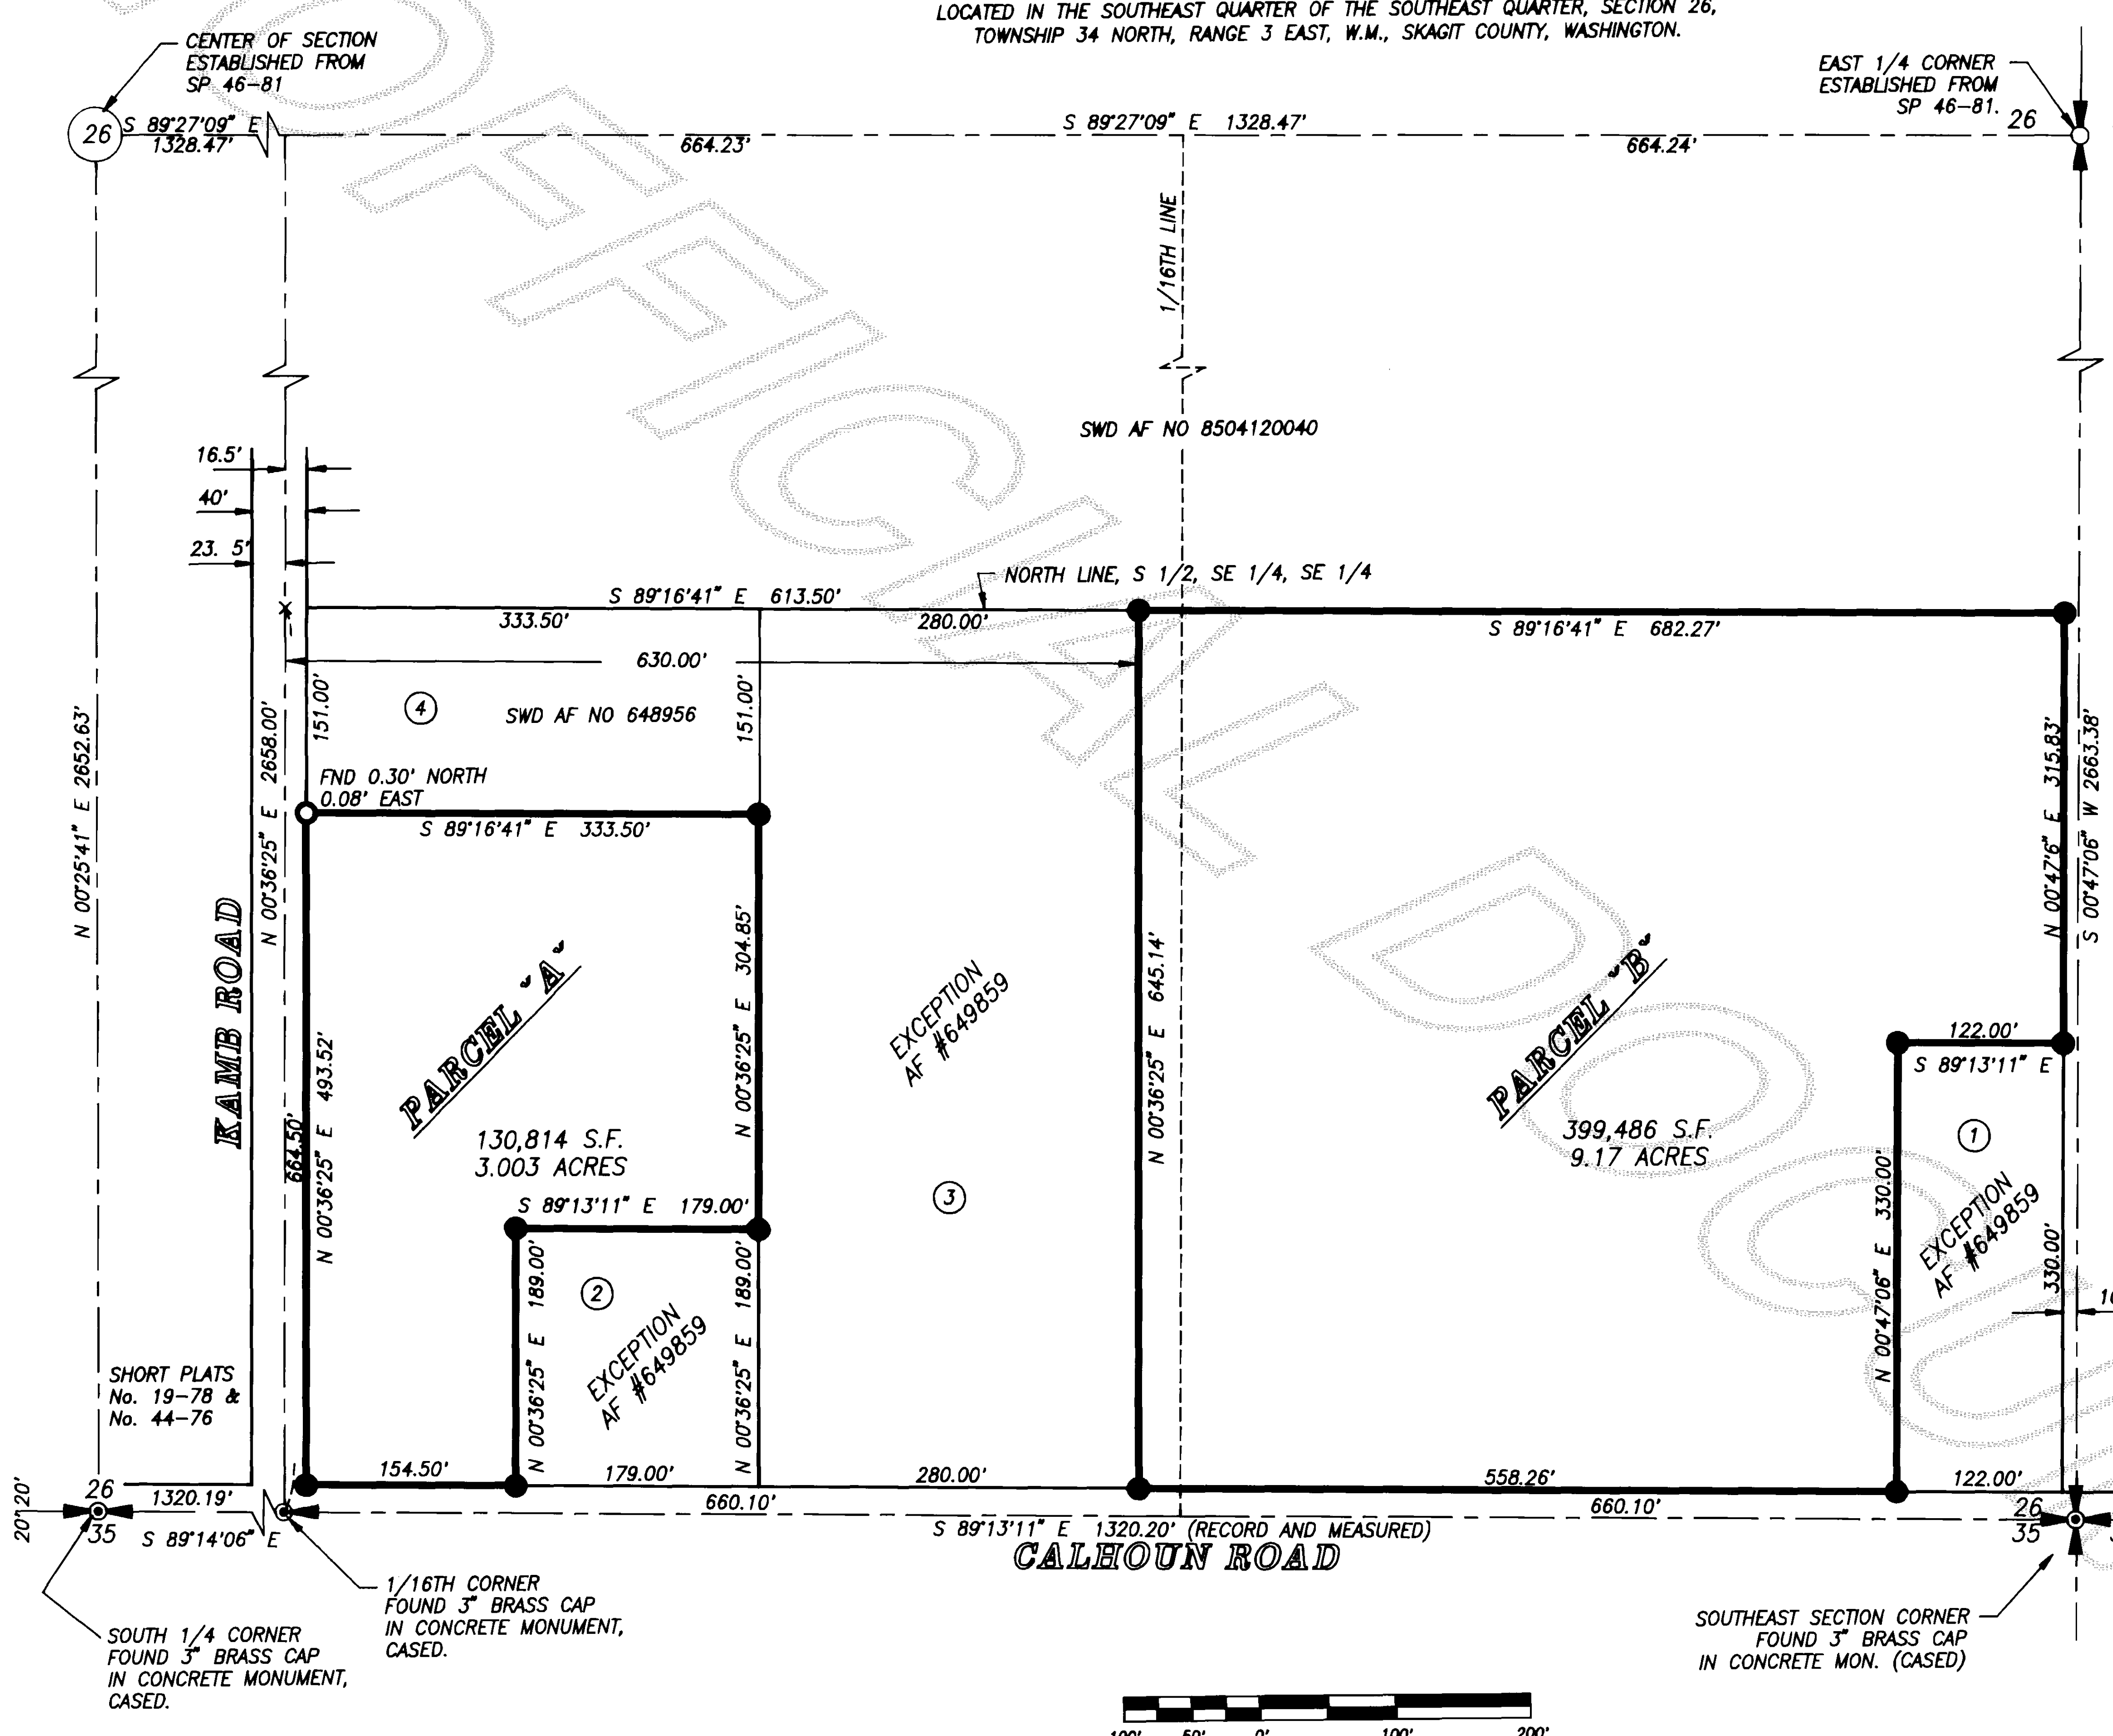 LOCATED IN THE SOUTHEAST QUARTER OF THE SOUTHEAST QUARTER, SECTION 26,
TOWNSHIP 34 NORTH, RANGE 3 EAST, W.M., SKAGIT COUNTY, WASHINGTON.
CENTER OF SECTION
ESTABLISHED FROM
SP 46-81
EAST 1/4 CORNER
ESTABLISHED FROM
SP 46-81.
26
S 89°27'09" E
1328.47'
664.23'
S 89°27'09" E 1328.47'
664.24'
26
1/16TH LINE
SWD AF NO 8504120040
16.5'
40'
23. 5'
NORTH LINE, S 1/2, SE 1/4, SE 1/4
S 89°16'41" E 613.50'
333.50'
280.00'
S 89°16'41" E 682.27'
630.00'
151.00'
4
SWD AF NO 648956
151.00'
N 00°25'41" E 2652.63'
N 00°36'25" E 2658.00'
FND 0.30' NORTH
0.08' EAST
S 89°16'41" E 333.50'
N 00°47'6" E 315.83'
S 00°47'06" W 2663.38'
KAMB ROAD
664.50'
N 00°36'25" E 493.52'
PARCEL "A"
130,814 S.F.
3.003 ACRES
N 00°36'25" E 304.85'
EXCEPTION
AF #649859
3
N 00°36'25" E 645.14'
PARCEL "B"
399,486 S.F.
9.17 ACRES
122.00'
S 89°13'11" E
1
EXCEPTION
AF #649859
N 00°47'06" E 330.00'
330.00'
S 89°13'11" E 179.00'
N 00°36'25" E 189.00'
2
EXCEPTION
AF #649859
N 00°36'25" E 189.00'
SHORT PLATS
No. 19-78 &
No. 44-76
154.50'
179.00'
280.00'
558.26'
122.00'
20' 20'
26
35
1320.19'
S 89°14'06" E
660.10'
660.10'
S 89°13'11" E 1320.20' (RECORD AND MEASURED)
26
35
CALHOUN ROAD
1/16TH CORNER
FOUND 3" BRASS CAP
IN CONCRETE MONUMENT,
CASED.
SOUTH 1/4 CORNER
FOUND 3" BRASS CAP
IN CONCRETE MONUMENT,
CASED.
SOUTHEAST SECTION CORNER
FOUND 3" BRASS CAP
IN CONCRETE MON. (CASED)
100' 50' 0' 100' 200'